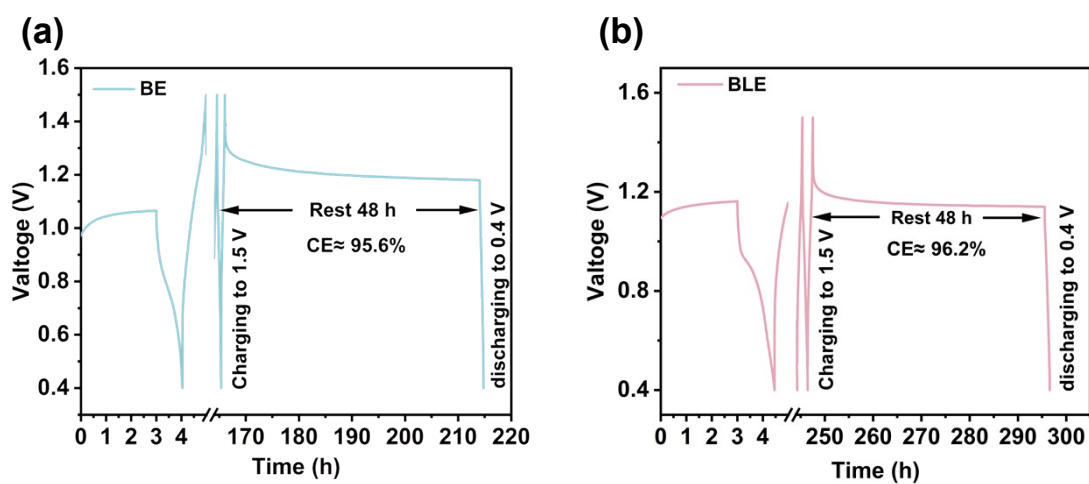 (a)
BE
Valtoge (V)
1.6
1.4
1.2
1.0
0.8
0.6
0.4
Rest 48 h
CE≈ 95.6%
Charging to 1.5 V
discharging to 0.4 V
0 1 2 3 4 170 180 190 200 210 220
Time (h)
(b)
BLE
Valtoge (V)
1.6
1.2
0.8
0.4
Rest 48 h
CE≈ 96.2%
Charging to 1.5 V
discharging to 0.4 V
0 1 2 3 4 250 260 270 280 290 300
Time (h)